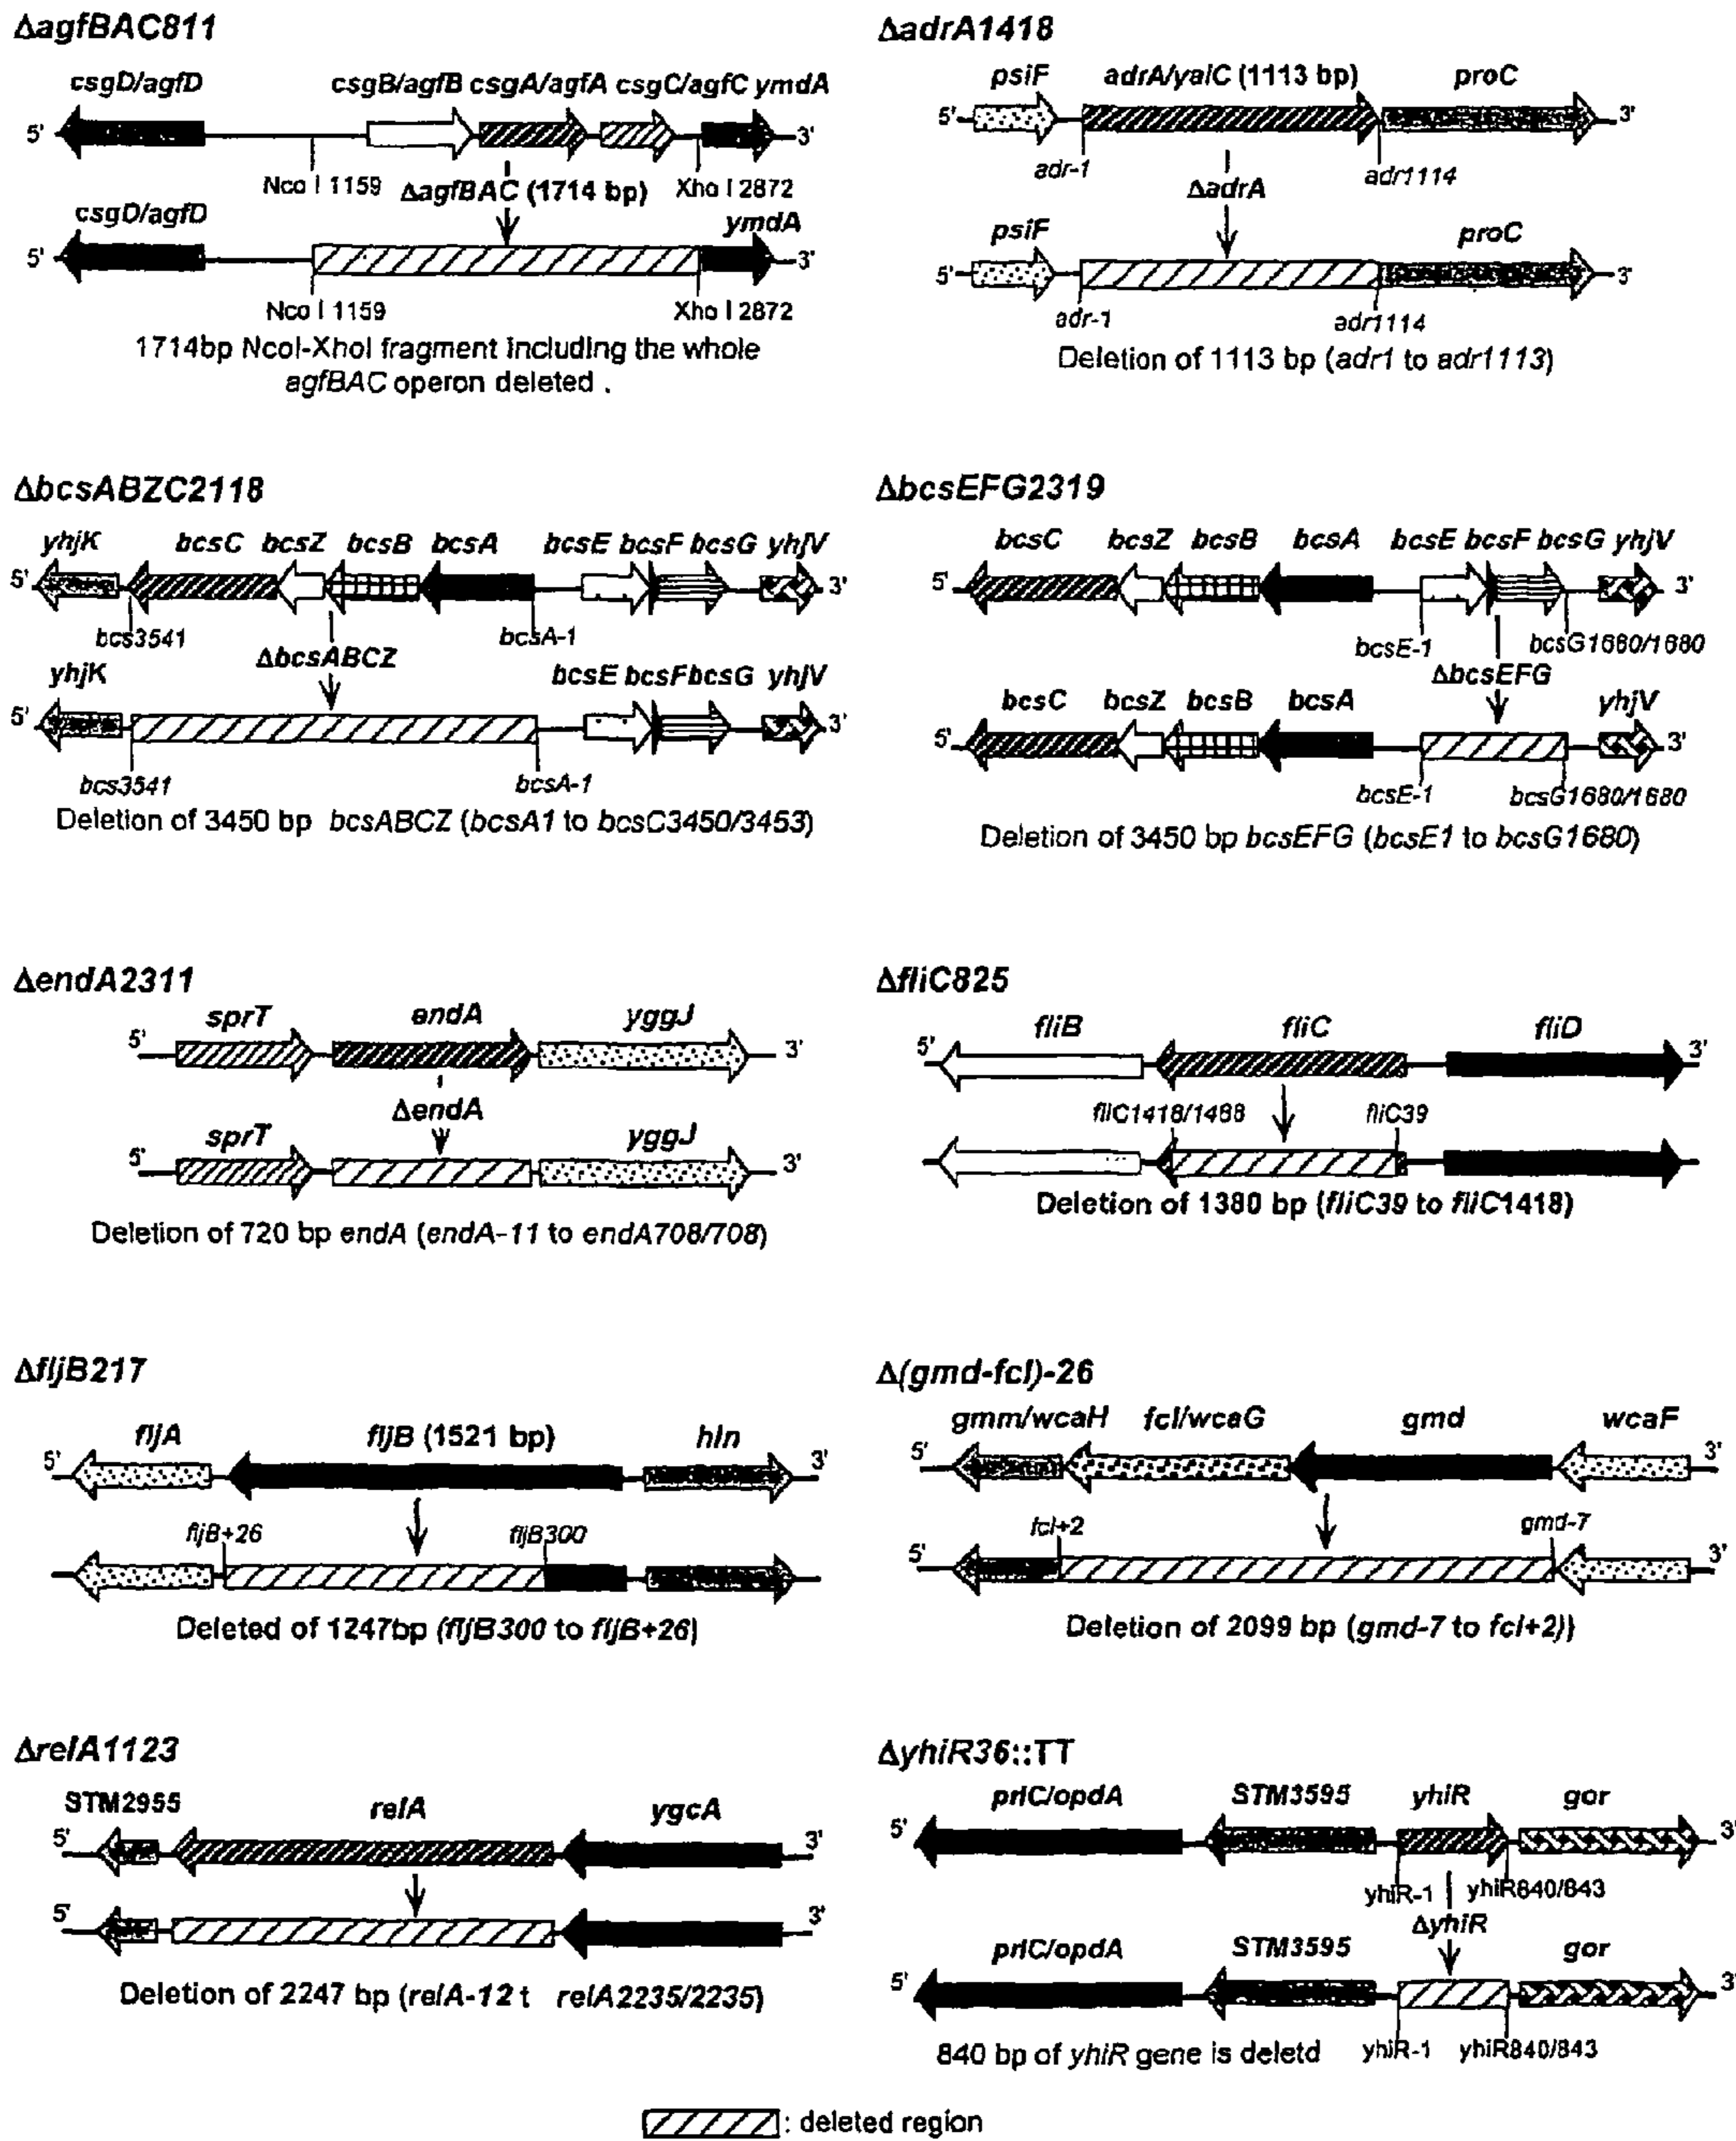 ΔagfBAC811
csgD/agfD csgB/agfB csgA/agfA csgC/agfC ymdA
5' 3'
Nco I 1159 ΔagfBAC (1714 bp) Xho I 2872
csgD/agfD ymdA
5' 3'
Nco I 1159 Xho I 2872
1714bp NcoI-XhoI fragment including the whole
agfBAC operon deleted .
ΔadrA1418
psiF adrA/yaiC (1113 bp) proC
5' 3'
adr-1 ΔadrA adr1114
psiF proC
5' 3'
adr-1 adr1114
Deletion of 1113 bp (adr1 to adr1113)
ΔbcsABZC2118
yhjK bcsC bcsZ bcsB bcsA bcsE bcsF bcsG yhjV
5' 3'
bcs3541 bcsA-1
ΔbcsABCZ
yhjK bcsE bcsFbcsG yhjV
5' 3'
bcs3541 bcsA-1
Deletion of 3450 bp bcsABCZ (bcsA1 to bcsC3450/3453)
ΔbcsEFG2319
bcsC bcsZ bcsB bcsA bcsE bcsF bcsG yhjV
5' 3'
bcsE-1 bcsG1680/1680
ΔbcsEFG
bcsC bcsZ bcsB bcsA yhjV
5' 3'
bcsE-1 bcsG1680/1680
Deletion of 3450 bp bcsEFG (bcsE1 to bcsG1680)
ΔendA2311
sprT endA yggJ
5' 3'
ΔendA
sprT yggJ
5' 3'
Deletion of 720 bp endA (endA-11 to endA708/708)
ΔfliC825
fliB fliC fliD
5' 3'
fliC1418/1488 fliC39
Deletion of 1380 bp (fliC39 to fliC1418)
ΔfljB217
fljA fljB (1521 bp) hin
5' 3'
fljB+26 fljB300
Deleted of 1247bp (fljB300 to fljB+26)
Δ(gmd-fcl)-26
gmm/wcaH fcl/wcaG gmd wcaF
5' 3'
fcl+2 gmd-7
5' 3'
Deletion of 2099 bp (gmd-7 to fcl+2))
ΔrelA1123
STM2955 relA ygcA
5' 3'
5' 3'
Deletion of 2247 bp (relA-12 t relA2235/2235)
ΔyhiR36::TT
prlC/opdA STM3595 yhiR gor
5' 3'
yhiR-1 yhiR840/843
ΔyhiR
prlC/opdA STM3595 gor
5' 3'
840 bp of yhiR gene is deletd yhiR-1 yhiR840/843
: deleted region